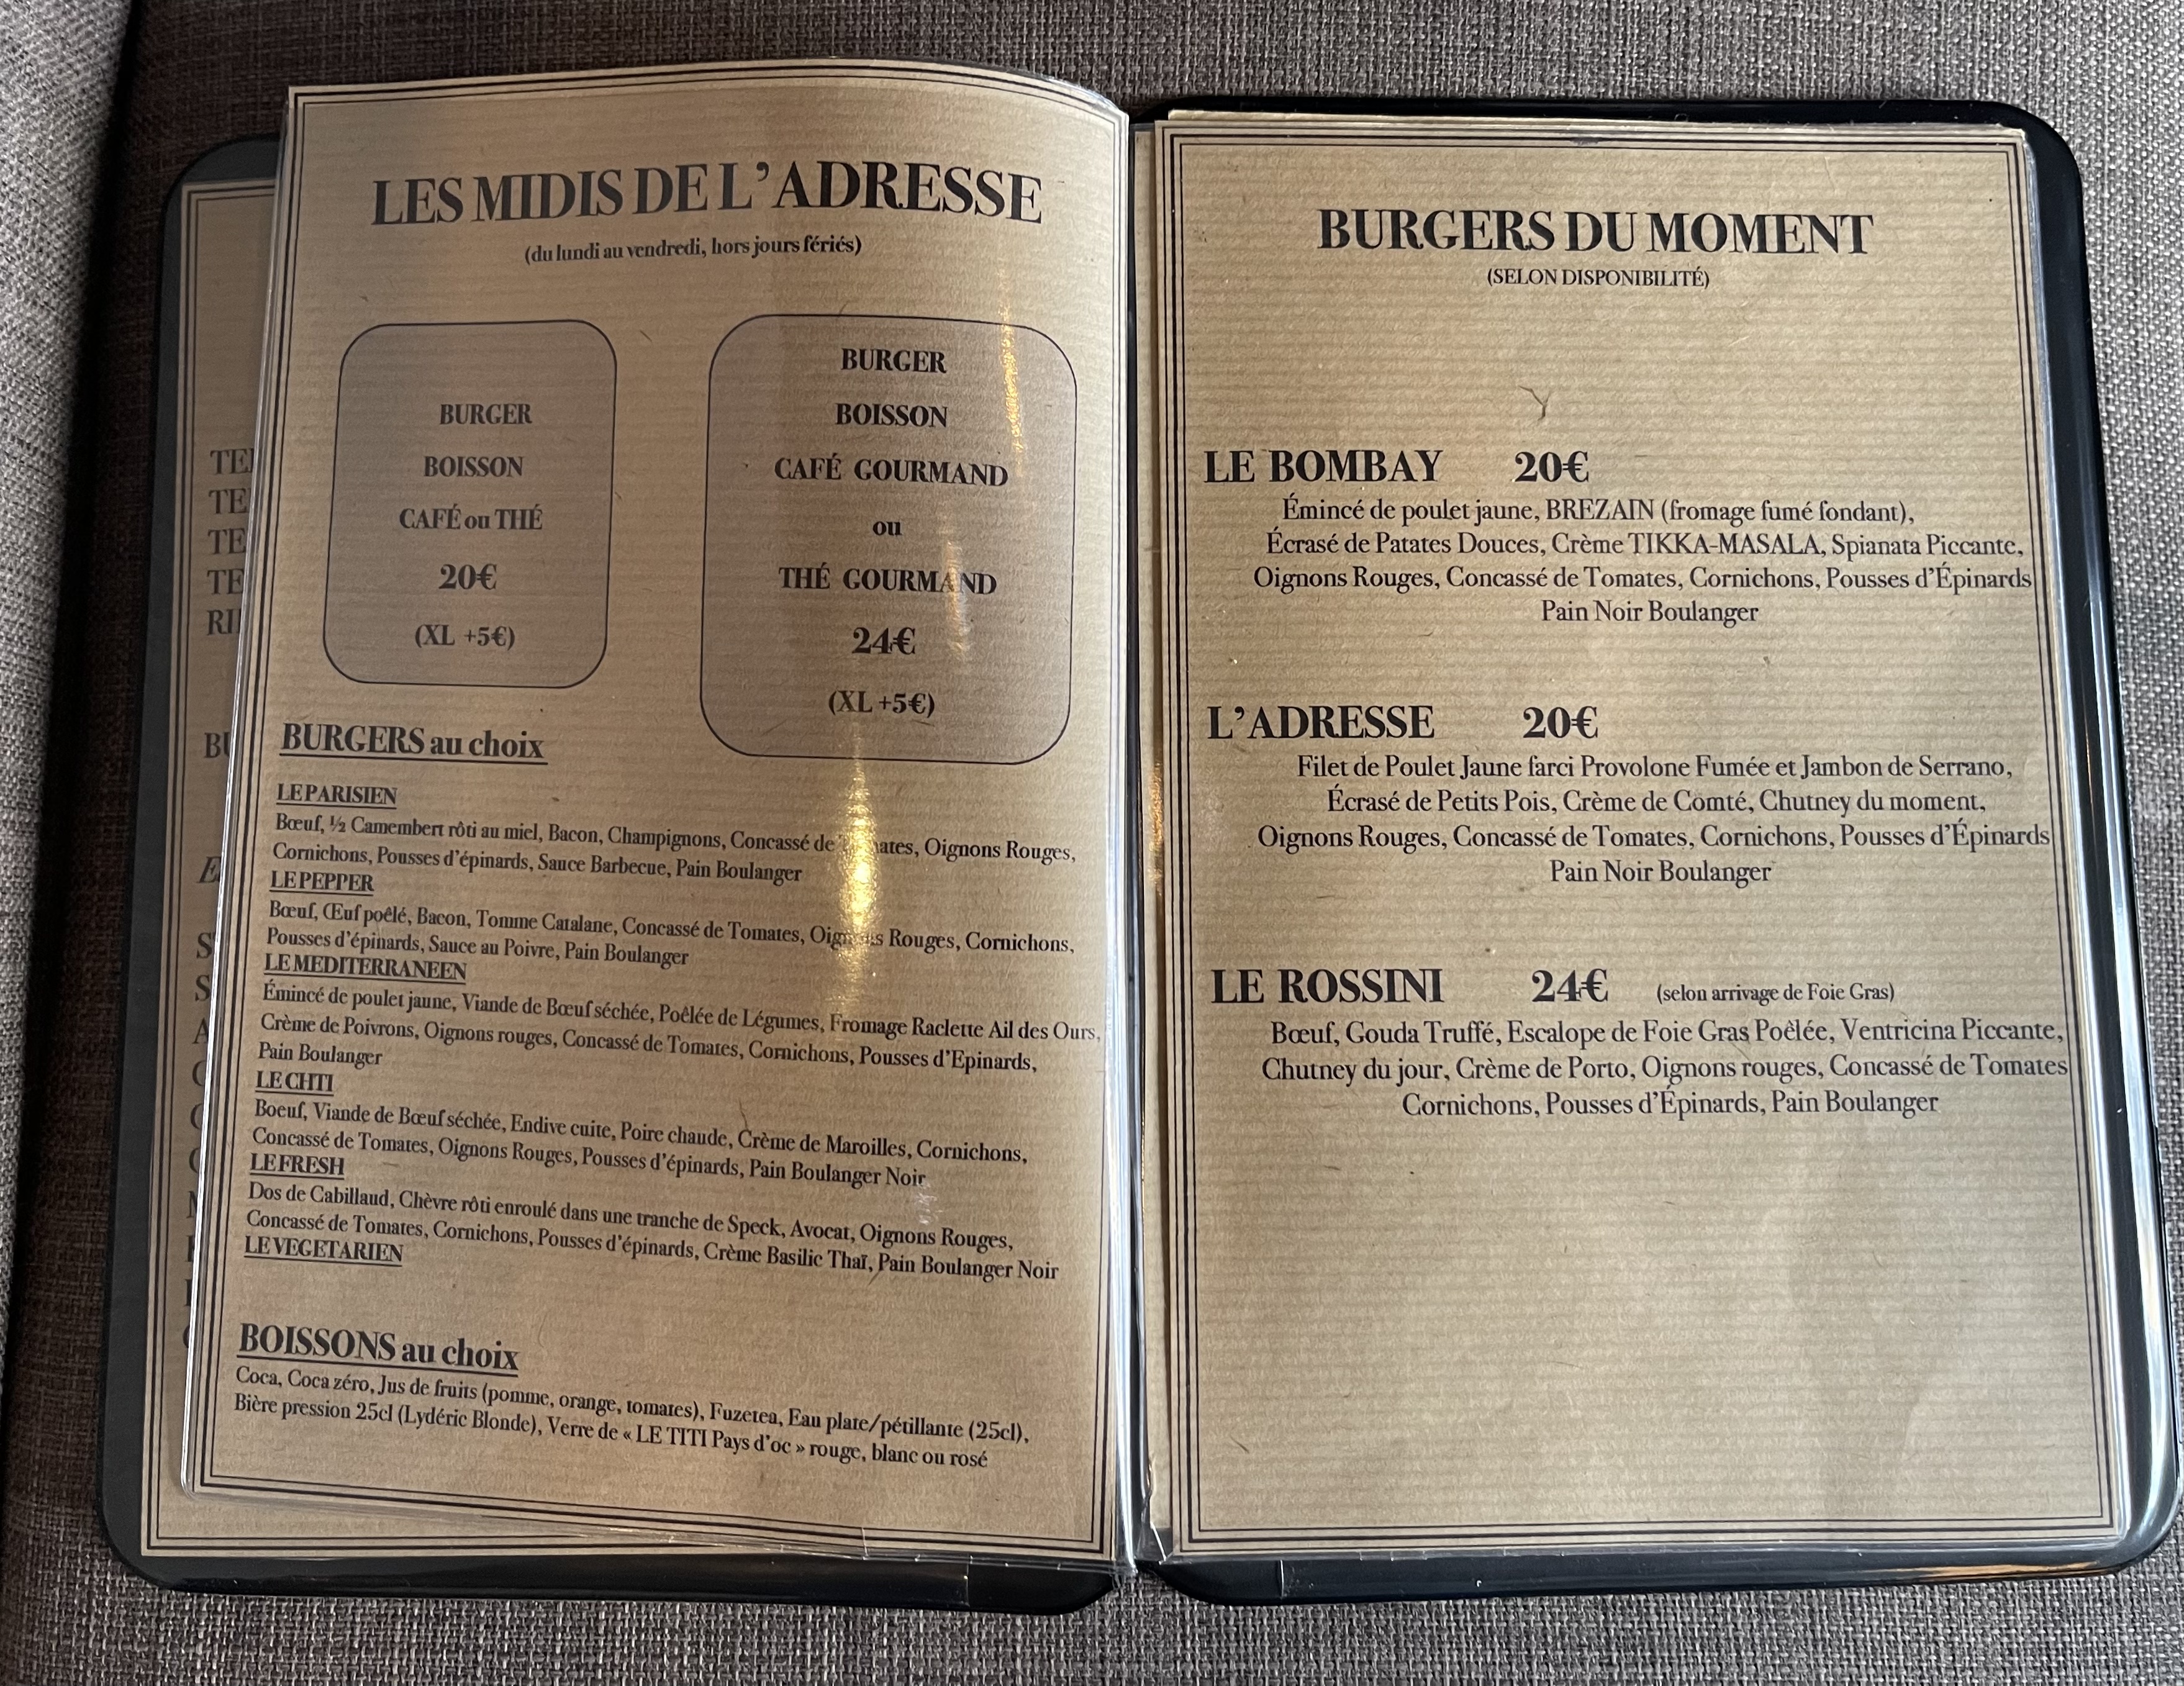 LES MIDIS DE L'ADRESSE
(du lundi au vendredi, hors jours fériés)
BURGER
BOISSON
CAFÉ ou THÉ
20€
(XL +5€)
BURGER
BOISSON
CAFÉ GOURMAND
ou
THÉ GOURMAND
24€
(XL +5€)
BURGERS au choix
LE PARISIEN
Bœuf, ½ Camembert rôti au miel, Bacon, Champignons, Concassé de Tomates, Oignons Rouges,
Cornichons, Pousses d'épinards, Sauce Barbecue, Pain Boulanger
LE PEPPER
Bœuf, Œuf poêlé, Bacon, Tomme Catalane, Concassé de Tomates, Oignons Rouges, Cornichons,
Pousses d'épinards, Sauce au Poivre, Pain Boulanger
LE MEDITERRANEEN
Émincé de poulet jaune, Viande de Bœuf séchée, Poêlée de Légumes, Fromage Raclette Ail des Ours,
Crème de Poivrons, Oignons rouges, Concassé de Tomates, Cornichons, Pousses d'Epinards,
Pain Boulanger
LE CHTI
Boeuf, Viande de Bœuf séchée, Endive cuite, Poire chaude, Crème de Maroilles, Cornichons,
Concassé de Tomates, Oignons Rouges, Pousses d'épinards, Pain Boulanger Noir
LE FRESH
Dos de Cabillaud, Chèvre rôti enroulé dans une tranche de Speck, Avocat, Oignons Rouges,
Concassé de Tomates, Cornichons, Pousses d'épinards, Crème Basilic Thaï, Pain Boulanger Noir
LE VEGETARIEN
BOISSONS au choix
Coca, Coca zéro, Jus de fruits (pomme, orange, tomates), Fuzetea, Eau plate/pétillante (25cl),
Bière pression 25cl (Lydéric Blonde), Verre de « LE TITI Pays d'oc » rouge, blanc ou rosé
BURGERS DU MOMENT
(SELON DISPONIBILITÉ)
LE BOMBAY 20€
Émincé de poulet jaune, BREZAIN (fromage fumé fondant),
Écrasé de Patates Douces, Crème TIKKA-MASALA, Spianata Piccante,
Oignons Rouges, Concassé de Tomates, Cornichons, Pousses d'Épinards
Pain Noir Boulanger
L'ADRESSE 20€
Filet de Poulet Jaune farci Provolone Fumée et Jambon de Serrano,
Écrasé de Petits Pois, Crème de Comté, Chutney du moment,
Oignons Rouges, Concassé de Tomates, Cornichons, Pousses d'Épinards
Pain Noir Boulanger
LE ROSSINI 24€ (selon arrivage de Foie Gras)
Bœuf, Gouda Truffé, Escalope de Foie Gras Poêlée, Ventricina Piccante,
Chutney du jour, Crème de Porto, Oignons rouges, Concassé de Tomates
Cornichons, Pousses d'Épinards, Pain Boulanger